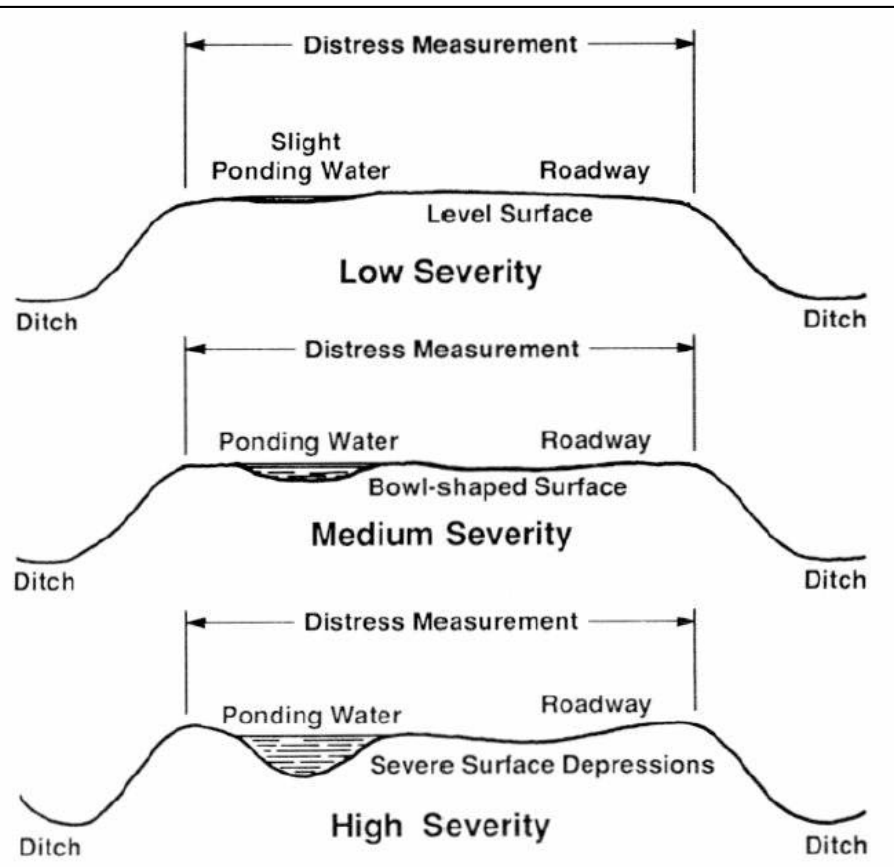 Distress Measurement
Slight
Ponding Water
Roadway
Level Surface
Low Severity
Ditch
Ditch
Distress Measurement
Ponding Water
Roadway
Bowl-shaped Surface
Medium Severity
Ditch
Ditch
Distress Measurement
Ponding Water
Roadway
Severe Surface Depressions
High Severity
Ditch
Ditch